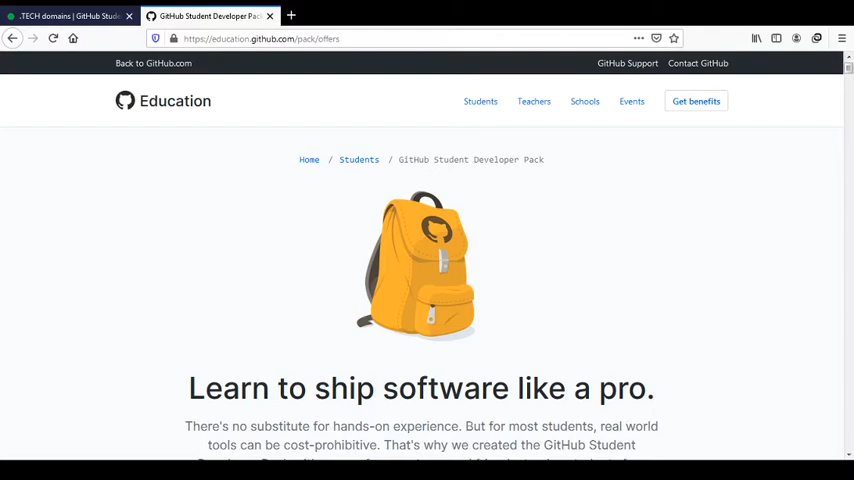 .TECH domains | GitHub Stude
GitHub Student Developer Pack
https://education.github.com/pack/offers
Back to GitHub.com
GitHub Support
Contact GitHub
Education
Students
Teachers
Schools
Events
Get benefits
Home / Students / GitHub Student Developer Pack
Learn to ship software like a pro.
There's no substitute for hands-on experience. But for most students, real world
tools can be cost-prohibitive. That's why we created the GitHub Student